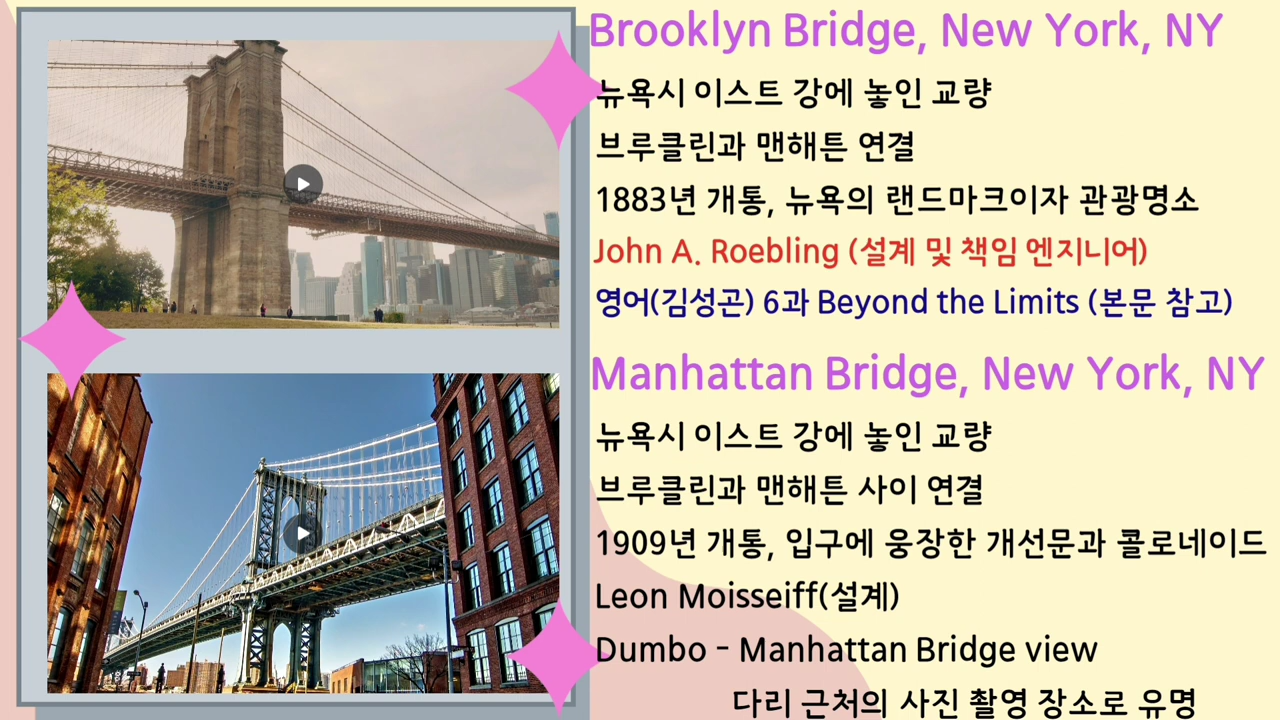 Brooklyn Bridge, New York, NY
뉴욕시 이스트 강에 놓인 교량
브루클린과 맨해튼 연결
1883년 개통, 뉴욕의 랜드마크이자 관광명소
John A. Roebling (설계 및 책임 엔지니어)
영어(김성곤) 6과 Beyond the Limits (본문 참고)
Manhattan Bridge, New York, NY
뉴욕시 이스트 강에 놓인 교량
브루클린과 맨해튼 사이 연결
1909년 개통, 입구에 웅장한 개선문과 콜로네이드
Leon Moisseiff(설계)
Dumbo - Manhattan Bridge view
다리 근처의 사진 촬영 장소로 유명